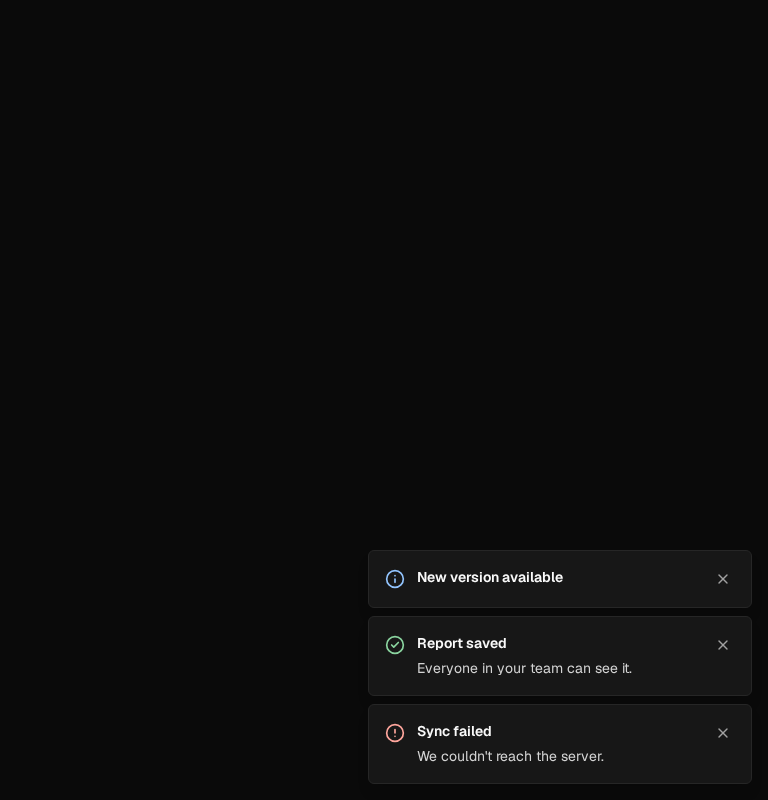 New version available
Report saved
Everyone in your team can see it.
Sync failed
We couldn't reach the server.